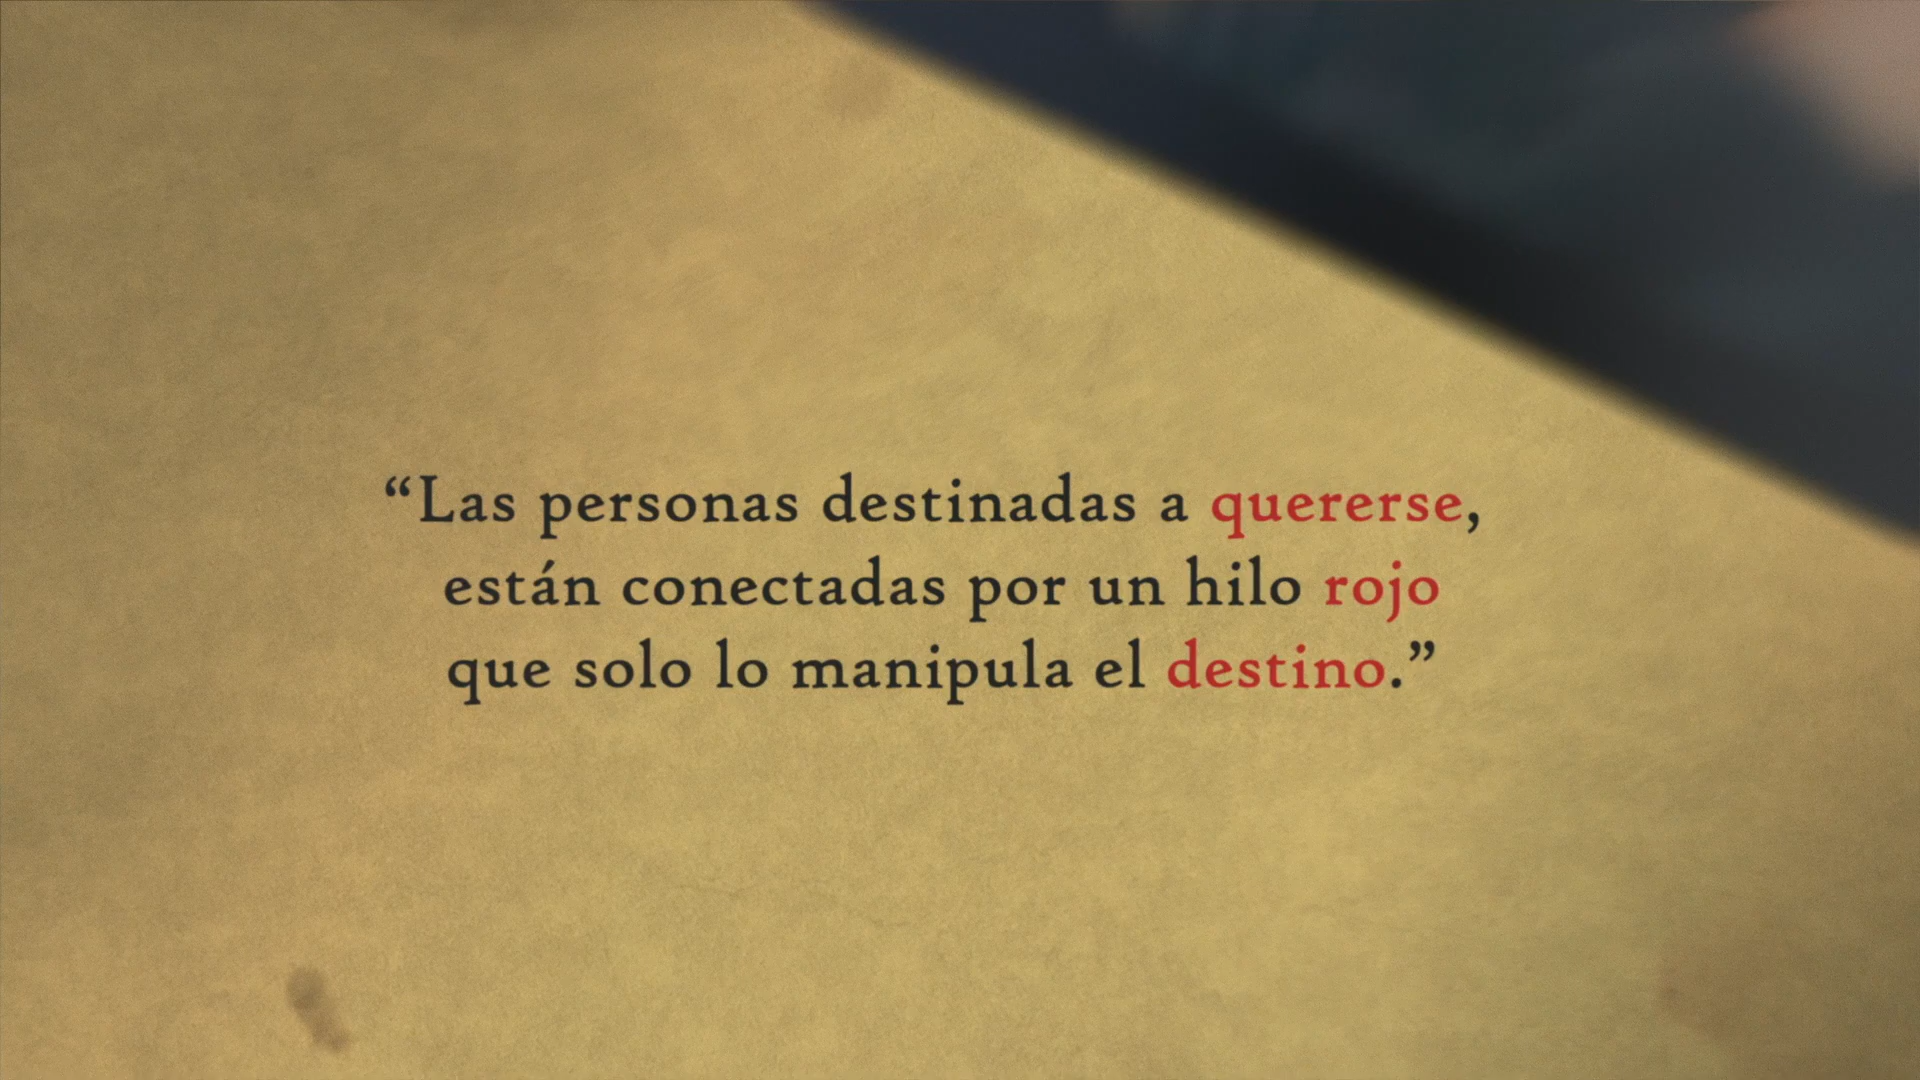 “Las personas destinadas a quererse,
están conectadas por un hilo rojo
que solo lo manipula el destino.”